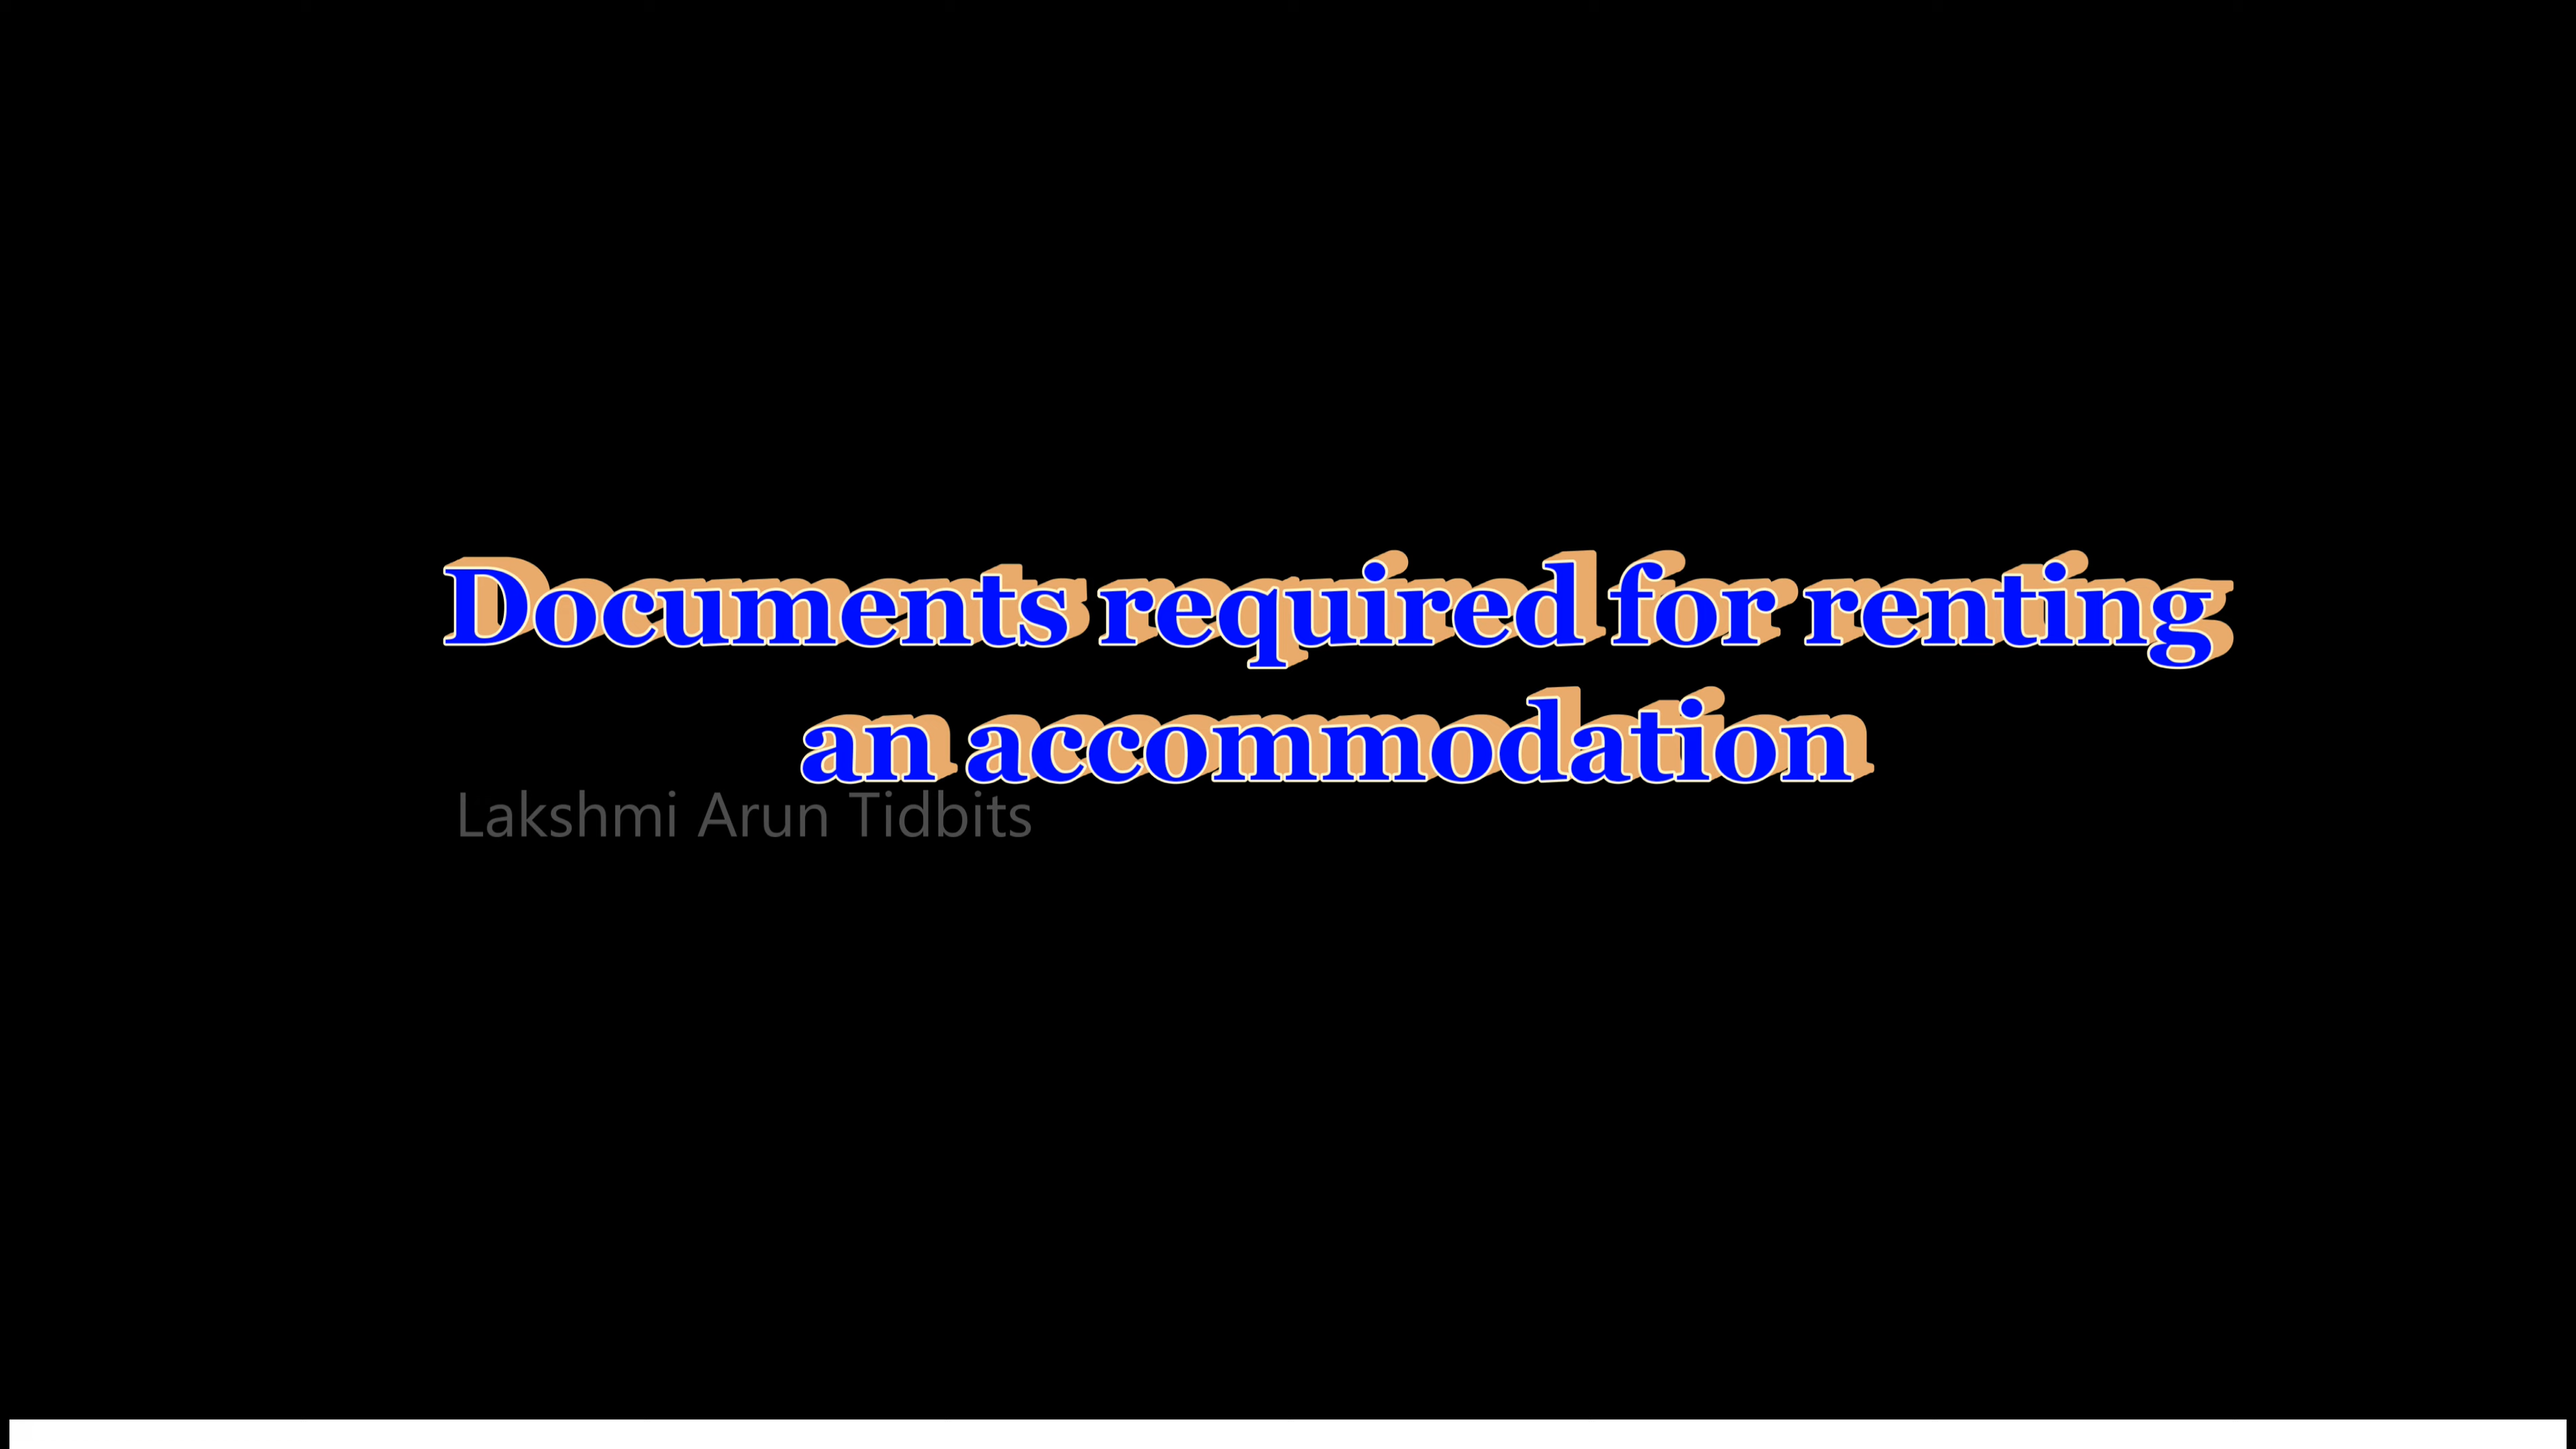 Documents required for renting
an accommodation
Lakshmi Arun Tidbits